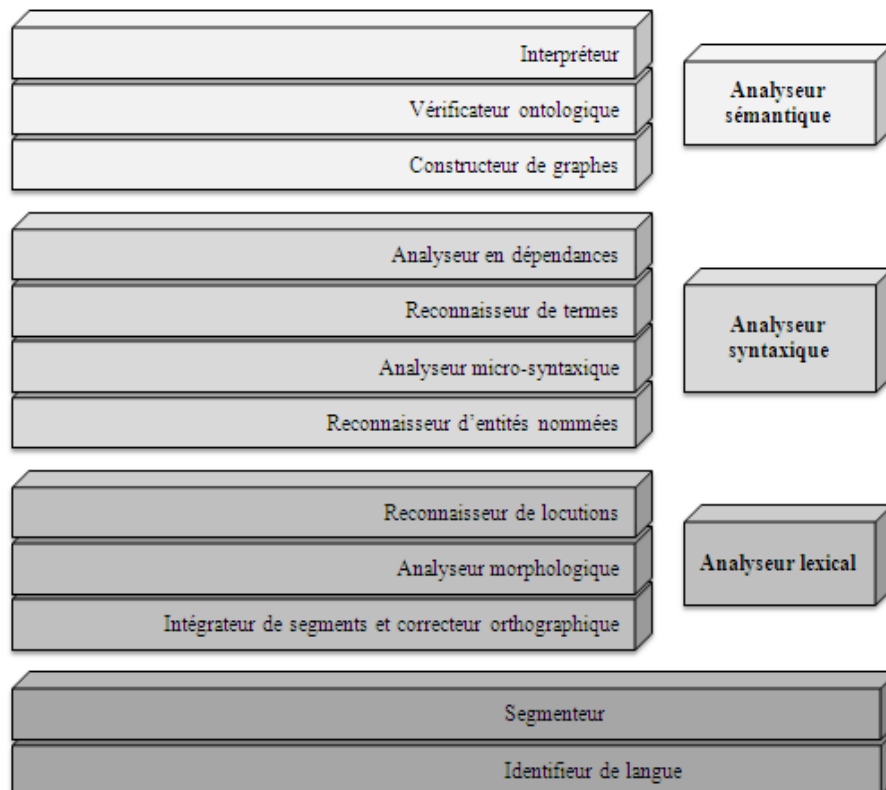 Interpréteur
Vérificateur ontologique
Constructeur de graphes
Analyseur
sémantique
Analyseur en dépendances
Reconnaisseur de termes
Analyseur micro-syntaxique
Reconnaisseur d’entités nommées
Analyseur
syntaxique
Reconnaisseur de locutions
Analyseur morphologique
Intégrateur de segments et correcteur orthographique
Analyseur lexical
Segmenteur
Identifieur de langue